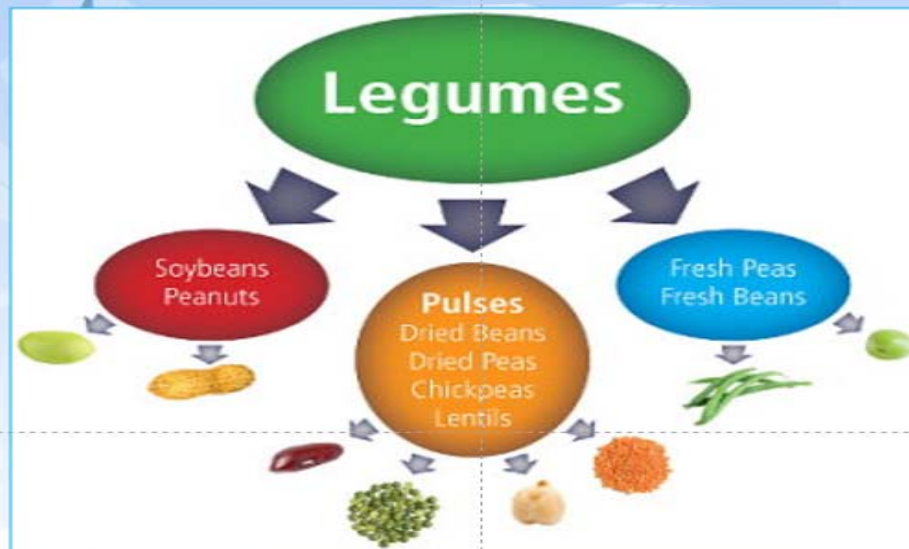 Legumes
Soybeans
Peanuts
Pulses
Dried Beans
Dried Peas
Chickpeas
Lentils
Fresh Peas
Fresh Beans